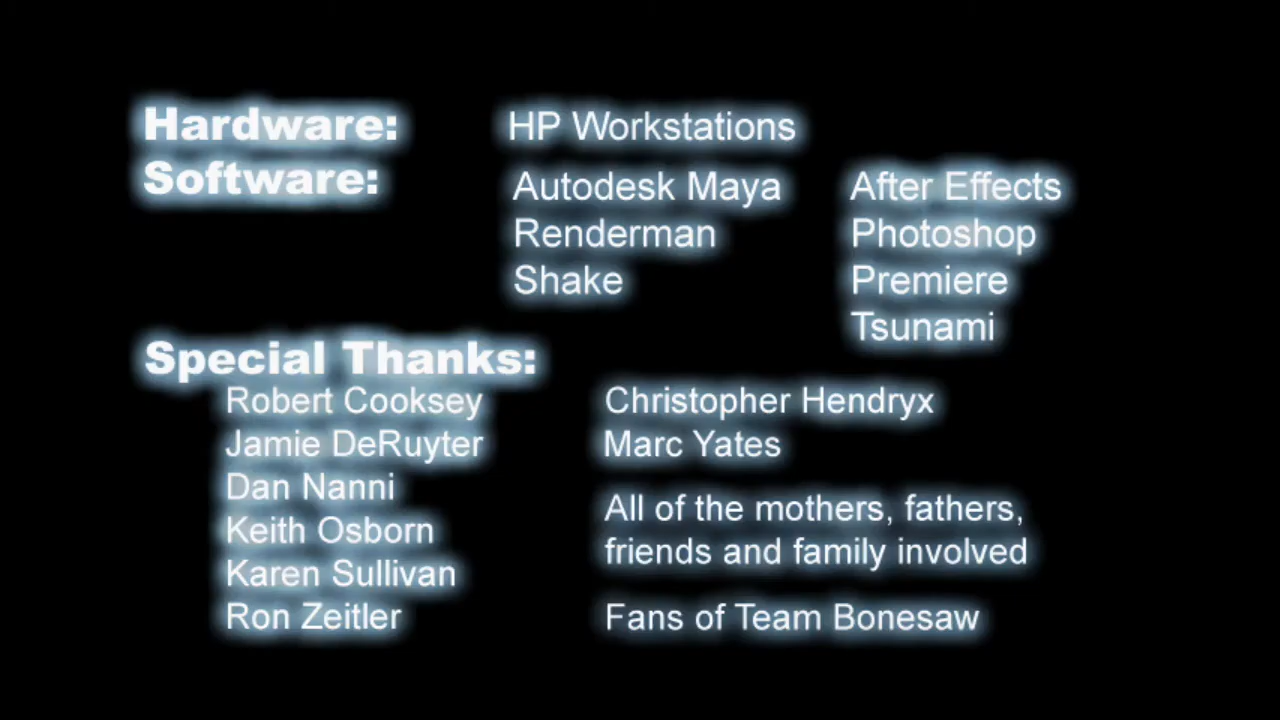 Hardware: HP Workstations
Software:
Autodesk Maya After Effects
Renderman Photoshop
Shake Premiere
Tsunami
Special Thanks:
Robert Cooksey Christopher Hendryx
Jamie DeRuyter Marc Yates
Dan Nanni
Keith Osborn
Karen Sullivan
Ron Zeitler
All of the mothers, fathers,
friends and family involved
Fans of Team Bonesaw